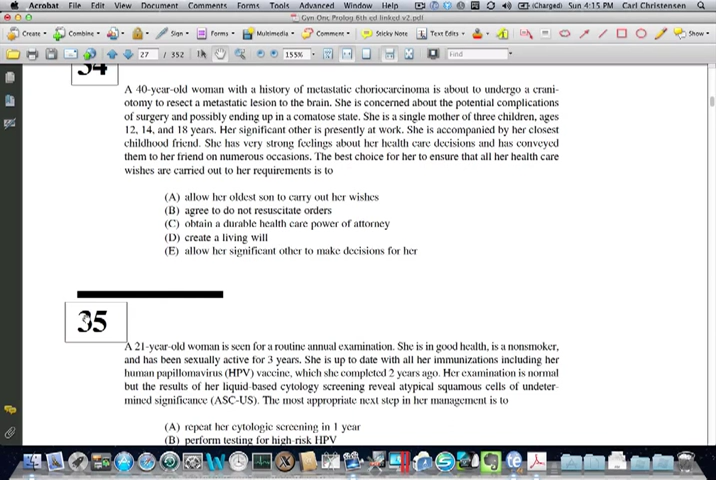 Acrobat File Edit View Document Comments Forms Tools Advanced Window Help (Charged) Sun 4:15 PM Carl Christensen
Gyn Onc Prolog 6th ed linked v2.pdf
Create Combine Sign Forms Multimedia Comment Sticky Note Text Edits Show
27 / 352 155% Find
34
A 40-year-old woman with a history of metastatic choriocarcinoma is about to undergo a crani-
otomy to resect a metastatic lesion to the brain. She is concerned about the potential complications
of surgery and possibly ending up in a comatose state. She is a single mother of three children, ages
12, 14, and 18 years. Her significant other is presently at work. She is accompanied by her closest
childhood friend. She has very strong feelings about her health care decisions and has conveyed
them to her friend on numerous occasions. The best choice for her to ensure that all her health care
wishes are carried out to her requirements is to
(A) allow her oldest son to carry out her wishes
(B) agree to do not resuscitate orders
(C) obtain a durable health care power of attorney
(D) create a living will
(E) allow her significant other to make decisions for her
35
A 21-year-old woman is seen for a routine annual examination. She is in good health, is a nonsmoker,
and has been sexually active for 3 years. She is up to date with all her immunizations including her
human papillomavirus (HPV) vaccine, which she completed 2 years ago. Her examination is normal
but the results of her liquid-based cytology screening reveal atypical squamous cells of undeter-
mined significance (ASC-US). The most appropriate next step in her management is to
(A) repeat her cytologic screening in 1 year
(B) perform testing for high-risk HPV